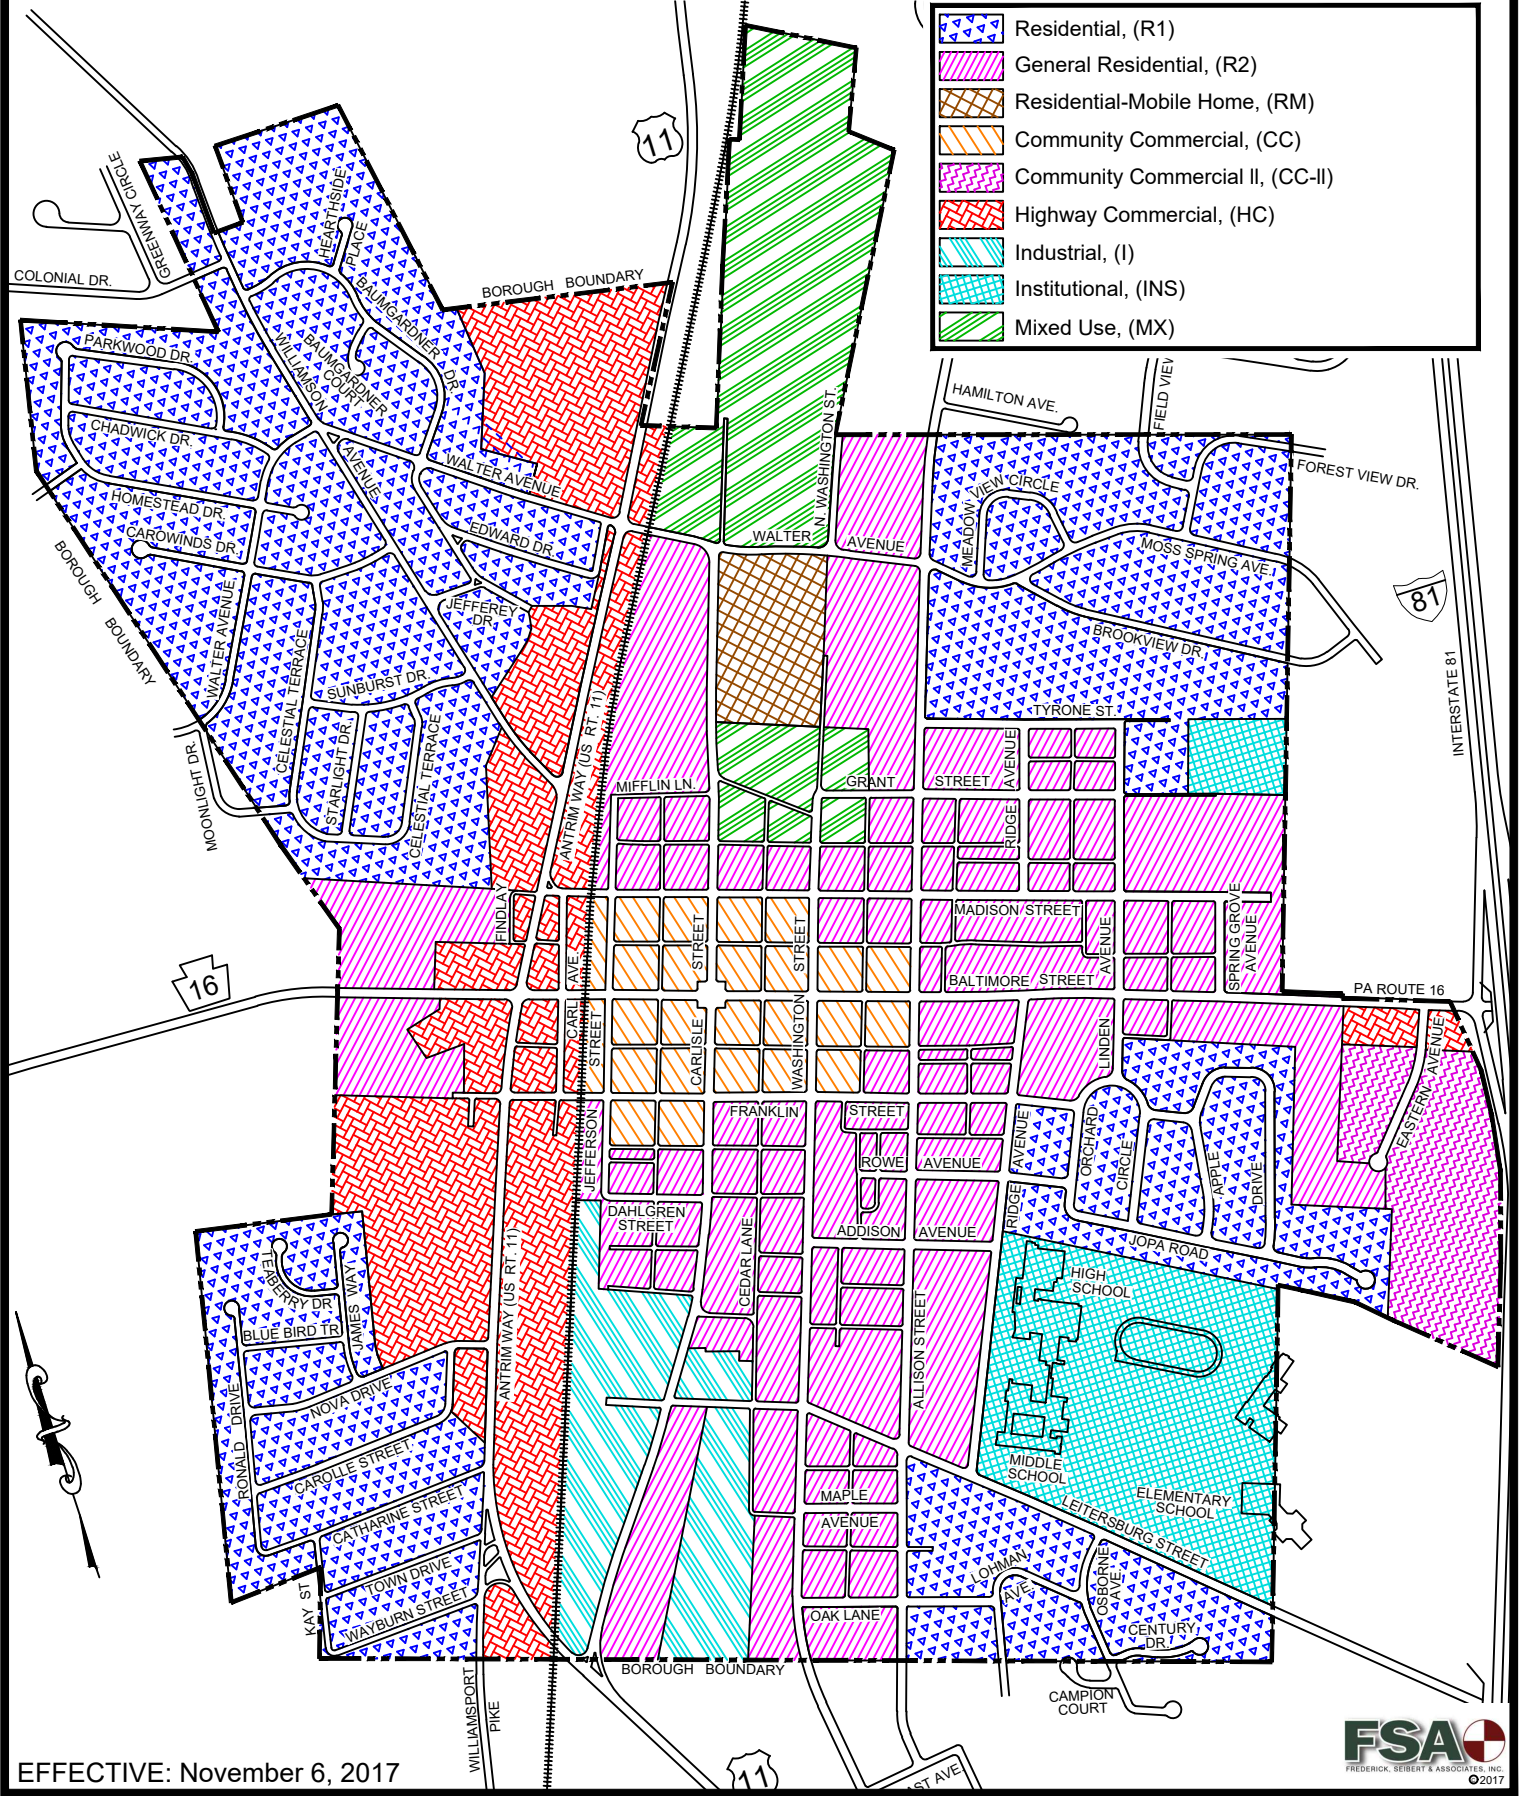 Residential, (R1)
General Residential, (R2)
Residential-Mobile Home, (RM)
Community Commercial, (CC)
Community Commercial II, (CC-II)
Highway Commercial, (HC)
Industrial, (I)
Institutional, (INS)
Mixed Use, (MX)
11
GREENWAY CIRCLE
COLONIAL DR.
HEARTHSIDE
PLACE
BOROUGH BOUNDARY
BAUMGARDNER
DR.
BAUMGARDNER
COURT.
WILLIAMSON
AVENUE
PARKWOOD DR.
CHADWICK DR.
HOMESTEAD DR.
CAROWINDS DR.
WALTER AVENUE
EDWARD DR.
JEFFEREY
DR.
BOROUGH BOUNDARY
WALTER AVENUE
CELESTIAL TERRACE
SUNBURST DR.
STARLIGHT DR.
CELESTIAL TERRACE
MOONLIGHT DR.
N. WASHINGTON ST.
WALTER
AVENUE
HAMILTON AVE.
FIELD VIEW
FOREST VIEW DR.
MEADOW VIEW CIRCLE
MOSS SPRING AVE.
BROOKVIEW DR.
81
INTERSTATE 81
TYRONE ST.
ANTRIM WAY (US RT. 11)
MIFFLIN LN.
GRANT
STREET
RIDGE AVENUE
FINDLAY
MADISON STREET
BALTIMORE STREET
AVENUE
LINDEN
SPRING GROVE
AVENUE
16
PA ROUTE 16
CARL AVE.
STREET
JEFFERSON
STREET
CARLISLE
STREET
WASHINGTON
FRANKLIN
STREET
ROWE
AVENUE
ADDISON
AVENUE
DAHLGREN
STREET
CEDAR LANE
RIDGE AVENUE
ORCHARD
CIRCLE
APPLE
DRIVE
JOPA ROAD
EASTERN AVENUE
HIGH
SCHOOL
MIDDLE
SCHOOL
ELEMENTARY
SCHOOL
LEITERSBURG STREET
ALLISON STREET
ANTRIM WAY (US RT. 11)
TEABERRY DR
JAMES WAY
BLUE BIRD TR
NOVA DRIVE
RONALD DRIVE
CAROLLE STREET
CATHARINE STREET
TOWN DRIVE
WAYBURN STREET
KAY ST
MAPLE
AVENUE
OAK LANE
LOHMAN
AVE.
OSBORNE
AVE.
CENTURY
DR.
CAMPION
COURT
BOROUGH BOUNDARY
WILLIAMSPORT
PIKE
11
AST AVE.
EFFECTIVE: November 6, 2017
FSA
FREDERICK, SEIBERT & ASSOCIATES, INC.
©2017